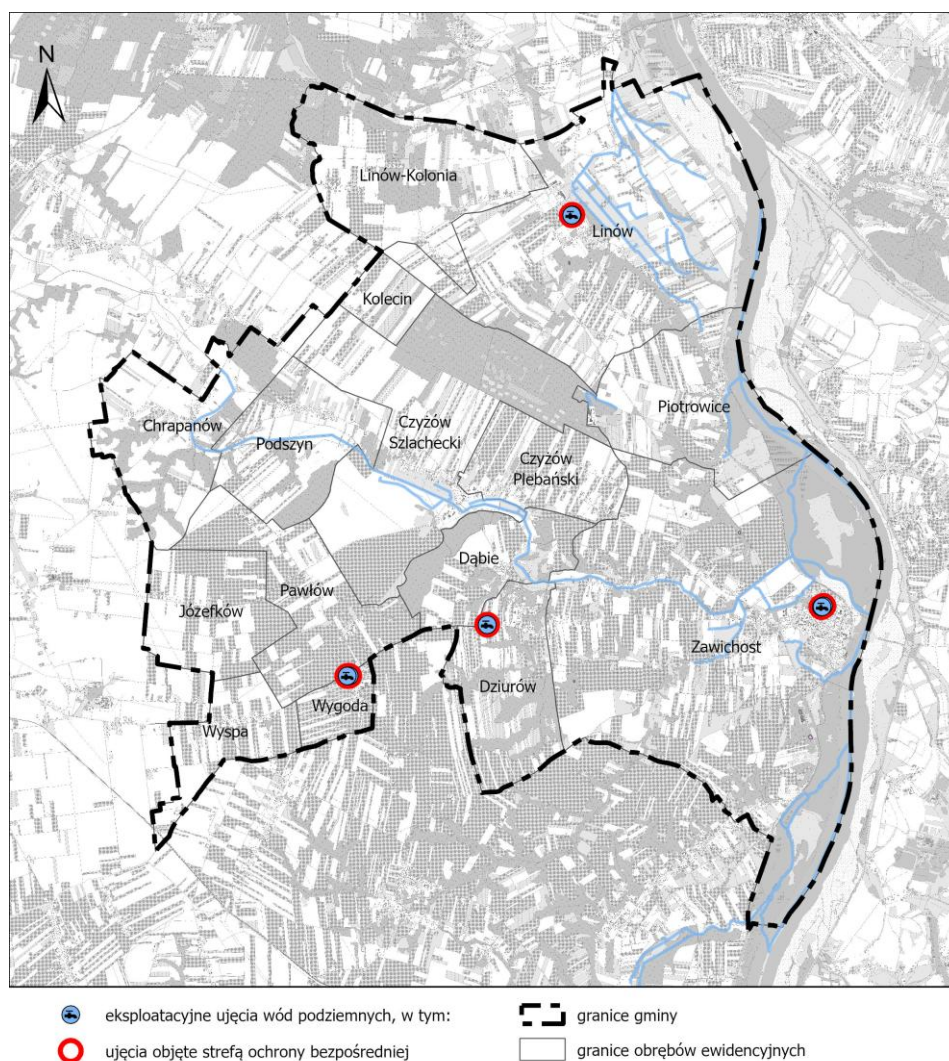 N
Linów-Kolonia
Linów
Kolecin
Chrapanów
Podszyn
Czyżów
Szlachecki
Piotrowice
Czyżów
Plebański
Dąbie
Józefków
Pawłów
Zawichost
Dziurów
Wygoda
Wyspa
eksploatacyjne ujęcia wód podziemnych, w tym:
granice gminy
ujęcia objęte strefą ochrony bezpośredniej
granice obrębów ewidencyjnych